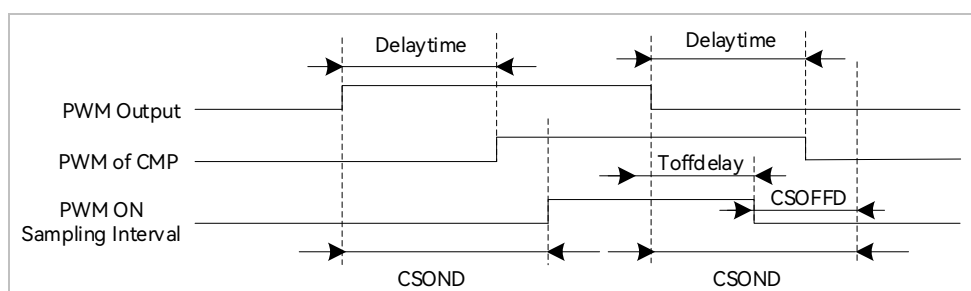 Delaytime
Delaytime
PWM Output
PWM of CMP
Toffdelay
PWM ON
Sampling Interval
CSOFFD
CSOND
CSOND